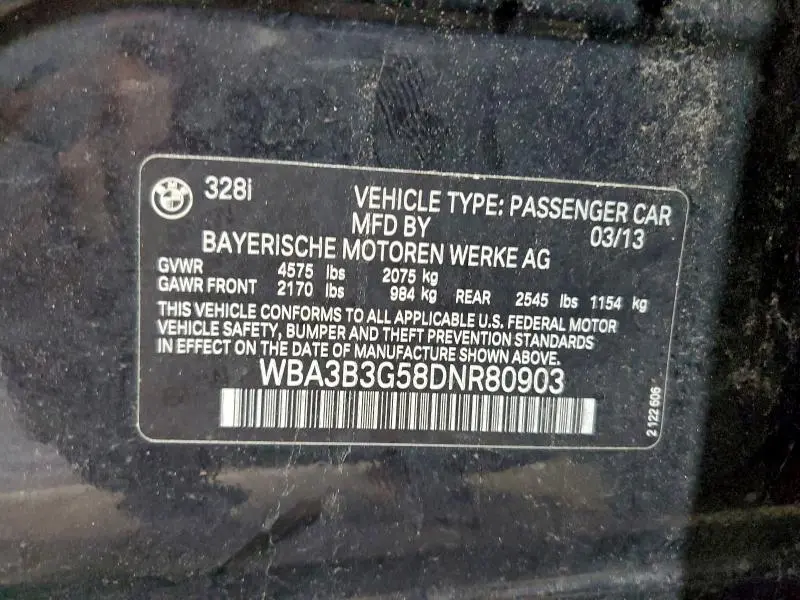 328i
VEHICLE TYPE: PASSENGER CAR
MFD BY 03/13
BAYERISCHE MOTOREN WERKE AG
GVWR 4575 lbs 2075 kg
GAWR FRONT 2170 lbs 984 kg REAR 2545 lbs 1154 kg
THIS VEHICLE CONFORMS TO ALL APPLICABLE U.S. FEDERAL MOTOR
VEHICLE SAFETY, BUMPER AND THEFT PREVENTION STANDARDS
IN EFFECT ON THE DATE OF MANUFACTURE SHOWN ABOVE.
WBA3B3G58DNR80903
2 122 606